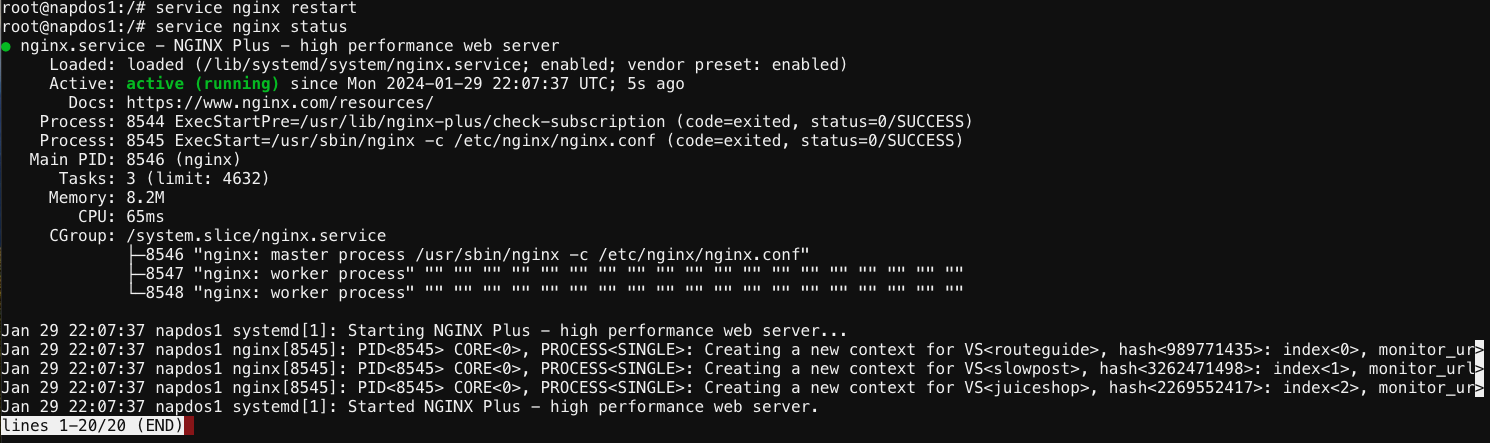 root@napdos1:/# service nginx restart
root@napdos1:/# service nginx status
● nginx.service - NGINX Plus - high performance web server
     Loaded: loaded (/lib/systemd/system/nginx.service; enabled; vendor preset: enabled)
     Active: active (running) since Mon 2024-01-29 22:07:37 UTC; 5s ago
       Docs: https://www.nginx.com/resources/
    Process: 8544 ExecStartPre=/usr/lib/nginx-plus/check-subscription (code=exited, status=0/SUCCESS)
    Process: 8545 ExecStart=/usr/sbin/nginx -c /etc/nginx/nginx.conf (code=exited, status=0/SUCCESS)
   Main PID: 8546 (nginx)
      Tasks: 3 (limit: 4632)
     Memory: 8.2M
        CPU: 65ms
     CGroup: /system.slice/nginx.service
             ├─8546 "nginx: master process /usr/sbin/nginx -c /etc/nginx/nginx.conf"
             ├─8547 "nginx: worker process" "" "" "" "" "" "" "" "" "" "" "" "" "" "" "" "" "" "" ""
             └─8548 "nginx: worker process" "" "" "" "" "" "" "" "" "" "" "" "" "" "" "" "" "" "" ""

Jan 29 22:07:37 napdos1 systemd[1]: Starting NGINX Plus - high performance web server...
Jan 29 22:07:37 napdos1 nginx[8545]: PID<8545> CORE<0>, PROCESS<SINGLE>: Creating a new context for VS<routeguide>, hash<989771435>: index<0>, monitor_ur>
Jan 29 22:07:37 napdos1 nginx[8545]: PID<8545> CORE<0>, PROCESS<SINGLE>: Creating a new context for VS<slowpost>, hash<3262471498>: index<1>, monitor_url>
Jan 29 22:07:37 napdos1 nginx[8545]: PID<8545> CORE<0>, PROCESS<SINGLE>: Creating a new context for VS<juiceshop>, hash<2269552417>: index<2>, monitor_ur>
Jan 29 22:07:37 napdos1 systemd[1]: Started NGINX Plus - high performance web server.
lines 1-20/20 (END)